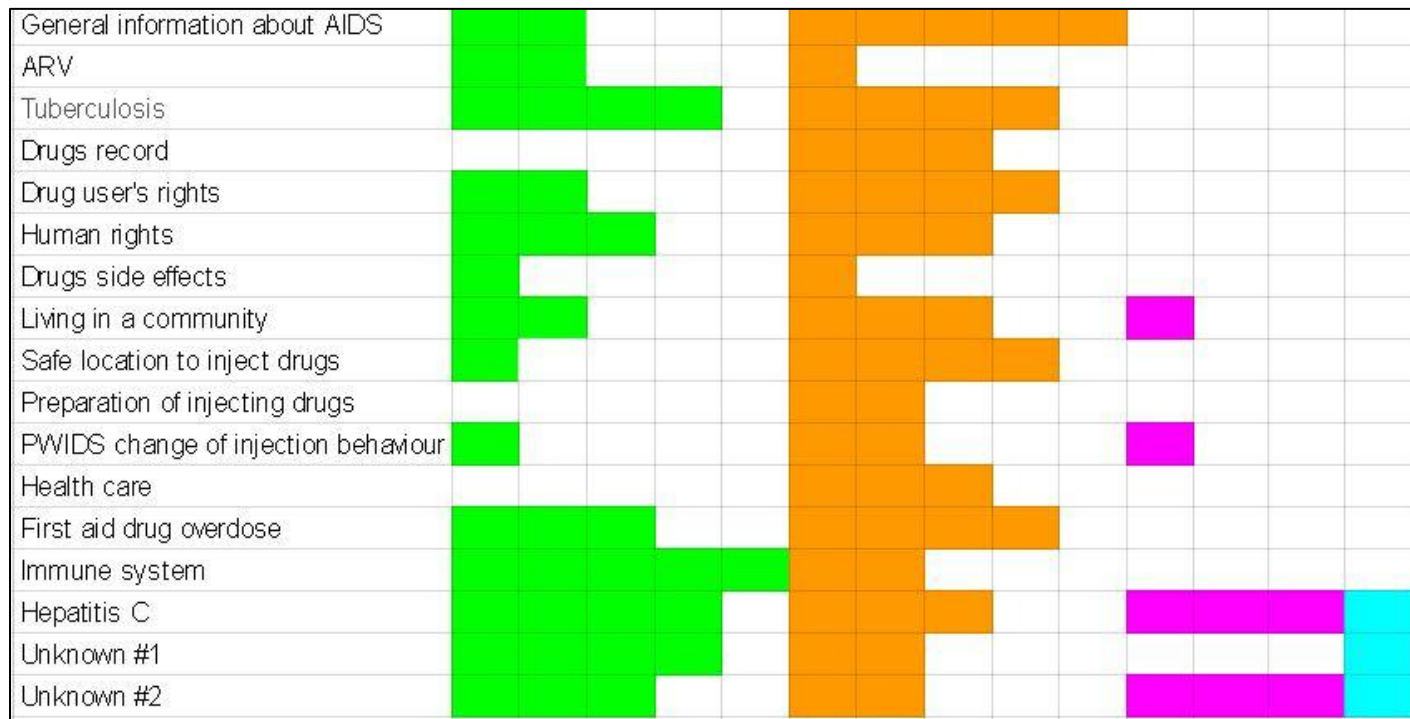 General information about AIDS
ARV
Tuberculosis
Drugs record
Drug user's rights
Human rights
Drugs side effects
Living in a community
Safe location to inject drugs
Preparation of injecting drugs
PWIDS change of injection behaviour
Health care
First aid drug overdose
Immune system
Hepatitis C
Unknown #1
Unknown #2